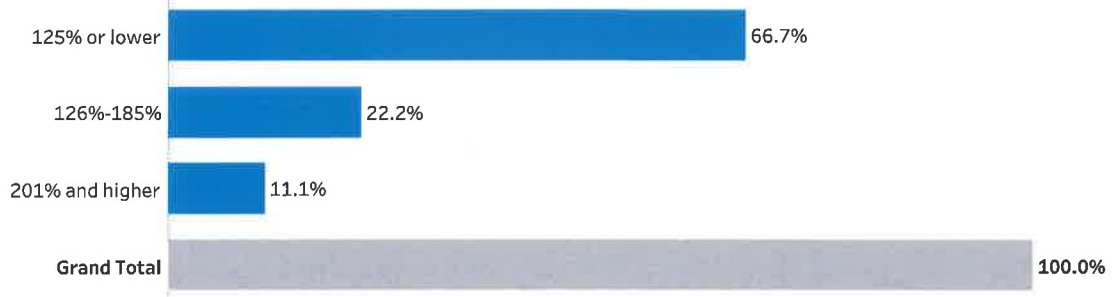 125% or lower 66.7%
126%-185% 22.2%
201% and higher 11.1%
Grand Total 100.0%